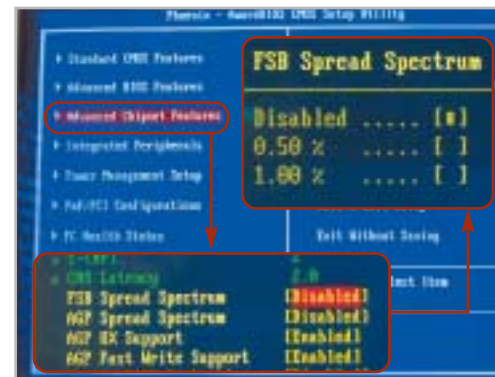 Phoenix - AwardBIOS CMOS Setup Utility
Standard CMOS Features
Advanced BIOS Features
Advanced Chipset Features
Integrated Peripherals
Power Management Setup
PnP/PCI Configurations
PC Health Status
FSB Spread Spectrum
Disabled ..... [■]
0.50 % ..... [ ]
1.00 % ..... [ ]
Exit Without Saving
CAS Latency 2.0
FSB Spread Spectrum [Disabled]
AGP Spread Spectrum [Disabled]
AGP 8X Support [Enabled]
AGP Fast Write Support [Enabled]
Item